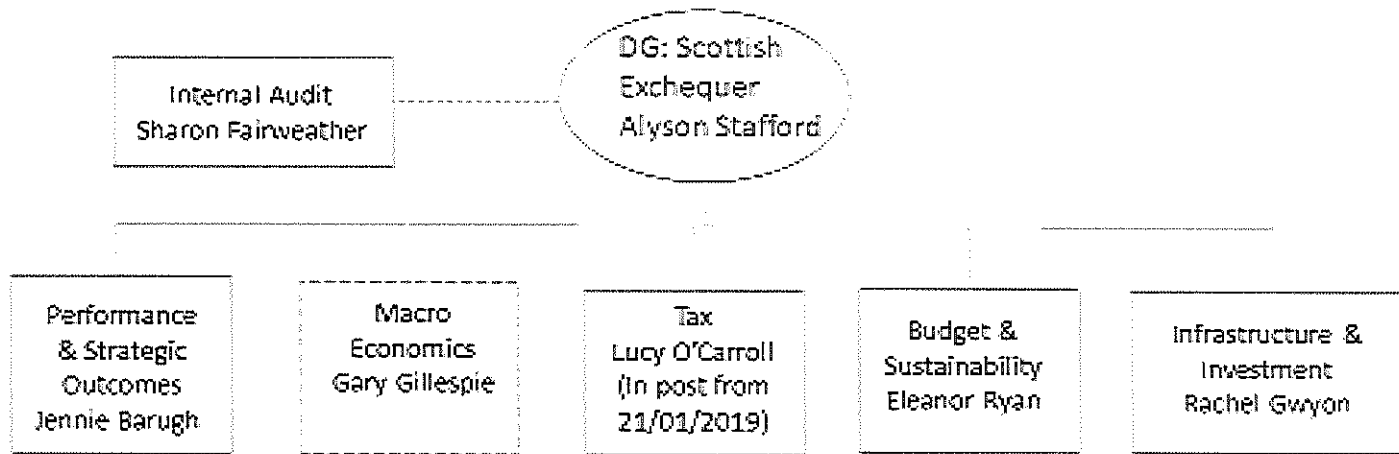 DG: Scottish
Exchequer
Alyson Stafford
Internal Audit
Sharon Fairweather
Performance
& Strategic
Outcomes
Jennie Barugh
Macro
Economics
Gary Gillespie
Tax
Lucy O'Carroll
(In post from
21/01/2019)
Budget &
Sustainability
Eleanor Ryan
Infrastructure &
Investment
Rachel Gwyon